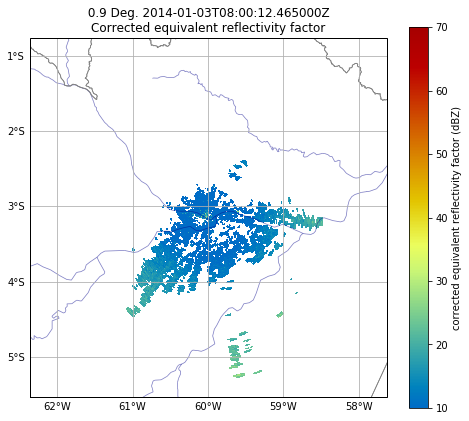 0.9 Deg. 2014-01-03T08:00:12.465000Z
Corrected equivalent reflectivity factor
1°S
2°S
3°S
4°S
5°S
62°W
61°W
60°W
59°W
58°W
70
60
50
40
30
20
10
corrected equivalent reflectivity factor (dBZ)